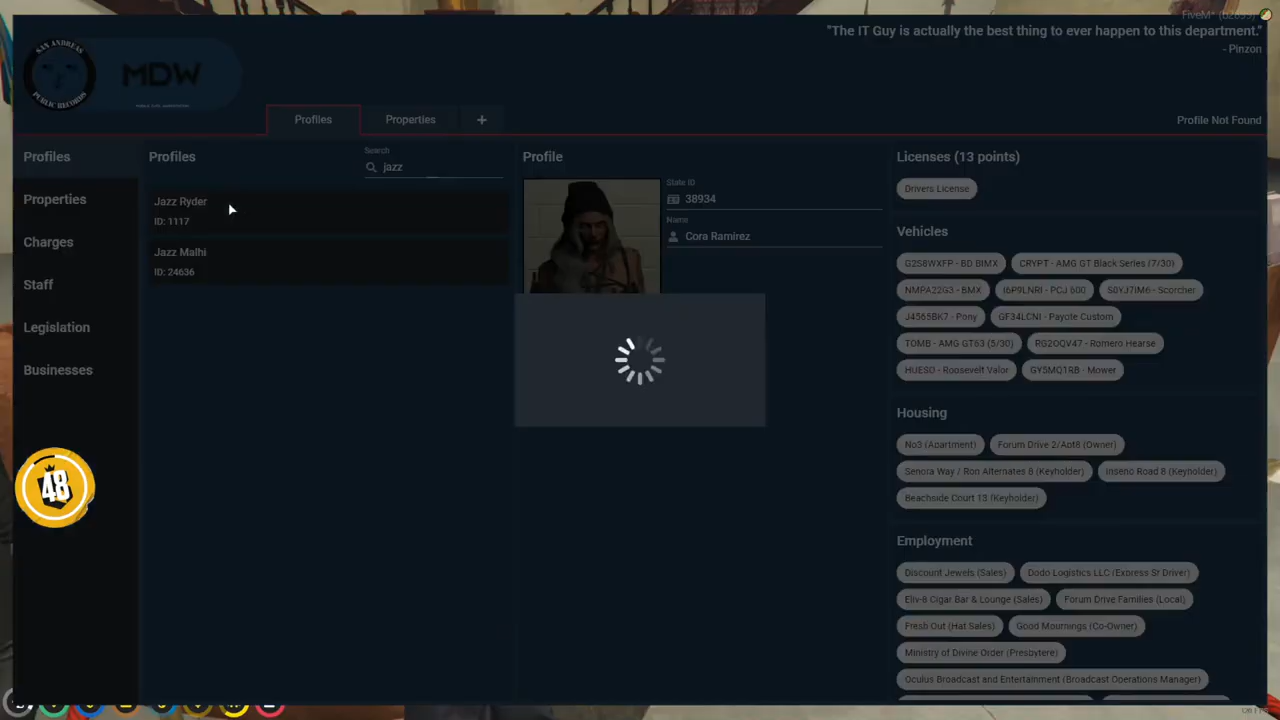 FiveM®
"The IT Guy is actually the best thing to ever happen to this department."
- Pinzon
SAN ANDREAS
PUBLIC RECORDS
MDW
Profiles
Properties
+
Profile Not Found
Profiles
Properties
Charges
Staff
Legislation
Businesses
48
Profiles
Search
jazz
Jazz Ryder
ID: 1117
Jazz Malhi
ID: 24636
Profile
State ID
38934
Name
Cora Ramirez
Licenses (13 points)
Drivers License
Vehicles
G2S8WXFP - BD BIMX
CRYPT - AMG GT Black Series (7/30)
NMPA22G3 - BMX
I6P9LNRI - PCJ 600
S0YJ7IM6 - Scorcher
J4565BK7 - Pony
GF34LCNI - Payote Custom
TOMB - AMG GT63 (5/30)
RG2OQV47 - Romero Hearse
HUESO - Roosevelt Valor
GY5MQ1RB - Mower
Housing
No3 (Apartment)
Forum Drive 2/Apt8 (Owner)
Senora Way / Ron Alternates 8 (Keyholder)
Inseno Road 8 (Keyholder)
Beachside Court 13 (Keyholder)
Employment
Discount Jewels (Sales)
Dodo Logistics LLC (Express Sr Driver)
Eliv-8 Cigar Bar & Lounge (Sales)
Forum Drive Families (Local)
Fresh Out (Hat Sales)
Good Mournings (Co-Owner)
Ministry of Divine Order (Presbytere)
Oculus Broadcast and Entertainment (Broadcast Operations Manager)